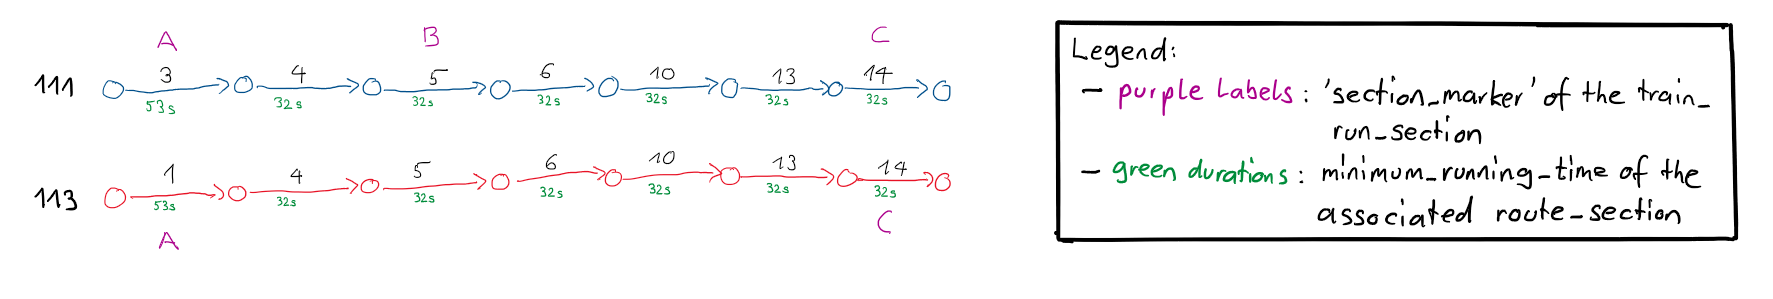 A B C
3 4 5 6 10 13 14
111
53s 32s 32s 32s 32s 32s 32s
1 4 5 6 10 13 14
113
53s 32s 32s 32s 32s 32s 32s
A C
Legend:
- purple Labels : 'section_marker' of the train_
run_section
- green durations : minimum_running_time of the
associated route_section